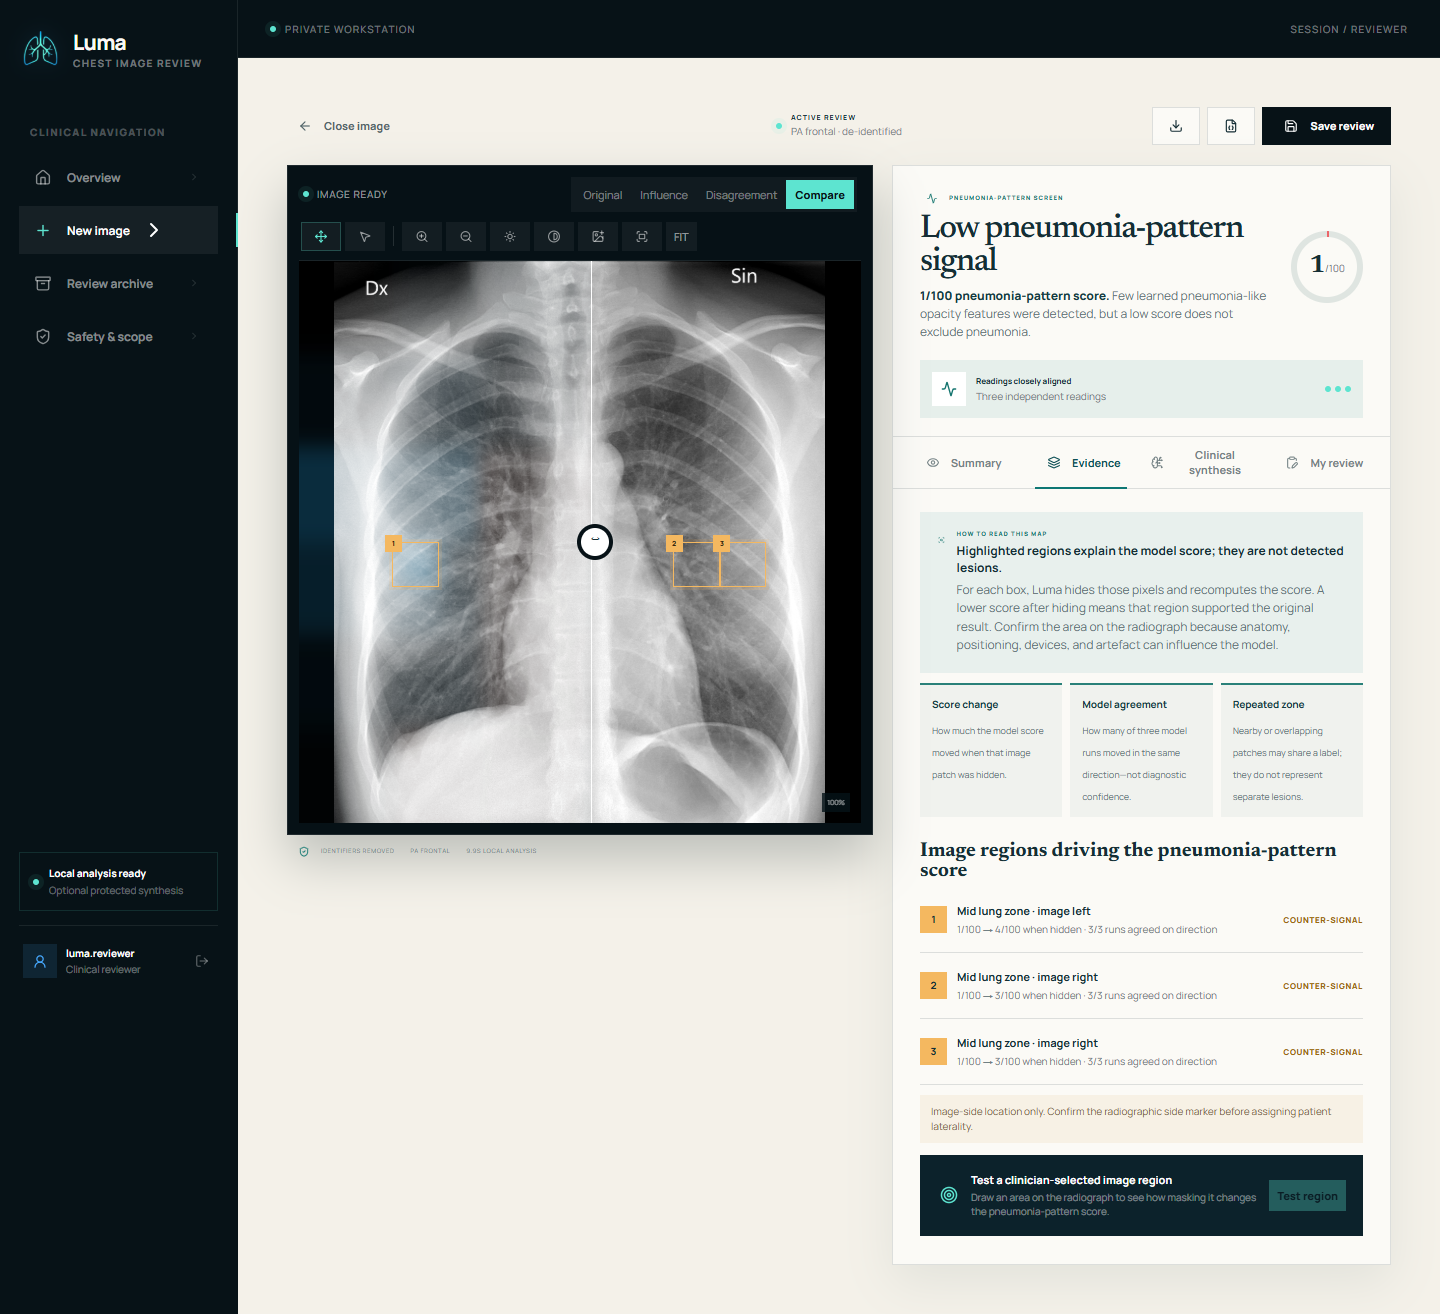 Luma
CHEST IMAGE REVIEW
CLINICAL NAVIGATION
Overview
New image
Review archive
Safety & scope
Local analysis ready
Optional protected synthesis
luma.reviewer
Clinical reviewer
PRIVATE WORKSTATION
SESSION / REVIEWER
Close image
ACTIVE REVIEW
PA frontal · de-identified
Save review
IMAGE READY
Original
Influence
Disagreement
Compare
FIT
Dx
Sin
1
2
3
100%
IDENTIFIERS REMOVED
PA FRONTAL
9.9S LOCAL ANALYSIS
PNEUMONIA-PATTERN SCREEN
Low pneumonia-pattern
signal
1/100
1/100 pneumonia-pattern score. Few learned pneumonia-like
opacity features were detected, but a low score does not
exclude pneumonia.
Readings closely aligned
Three independent readings
Summary
Evidence
Clinical
synthesis
My review
HOW TO READ THIS MAP
Highlighted regions explain the model score; they are not detected
lesions.
For each box, Luma hides those pixels and recomputes the score. A
lower score after hiding means that region supported the original
result. Confirm the area on the radiograph because anatomy,
positioning, devices, and artefact can influence the model.
Score change
How much the model score
moved when that image
patch was hidden.
Model agreement
How many of three model
runs moved in the same
direction—not diagnostic
confidence.
Repeated zone
Nearby or overlapping
patches may share a label;
they do not represent
separate lesions.
Image regions driving the pneumonia-pattern
score
1
Mid lung zone · image left
1/100 → 4/100 when hidden · 3/3 runs agreed on direction
COUNTER-SIGNAL
2
Mid lung zone · image right
1/100 → 3/100 when hidden · 3/3 runs agreed on direction
COUNTER-SIGNAL
3
Mid lung zone · image right
1/100 → 3/100 when hidden · 3/3 runs agreed on direction
COUNTER-SIGNAL
Image-side location only. Confirm the radiographic side marker before assigning patient
laterality.
Test a clinician-selected image region
Draw an area on the radiograph to see how masking it changes
the pneumonia-pattern score.
Test region